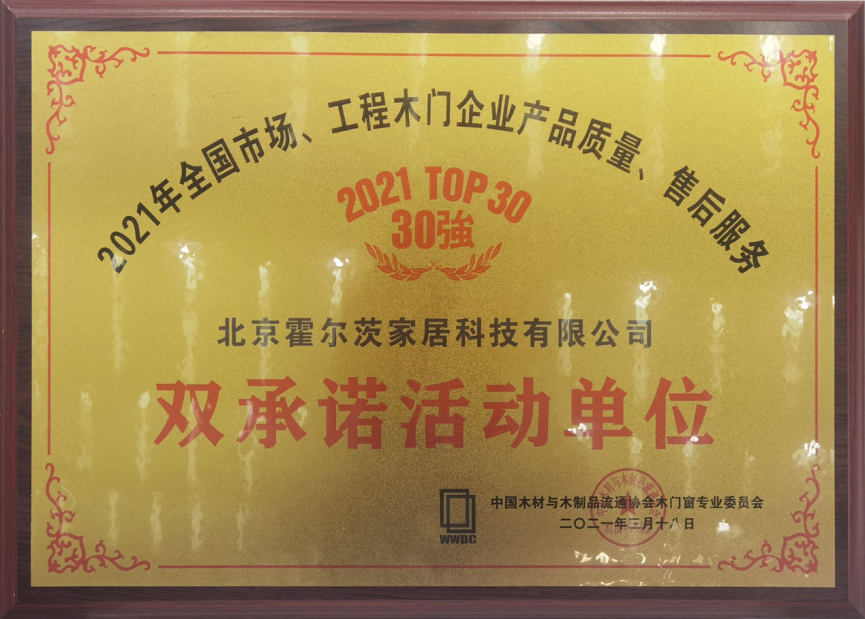 2021年全国市场、工程木门企业产品质量、售后服务
2021 TOP 30
30強
北京霍尔茨家居科技有限公司
双承诺活动单位
WWDC
中国木材与木制品流通协会木门窗专业委员会
二〇二一年三月十八日